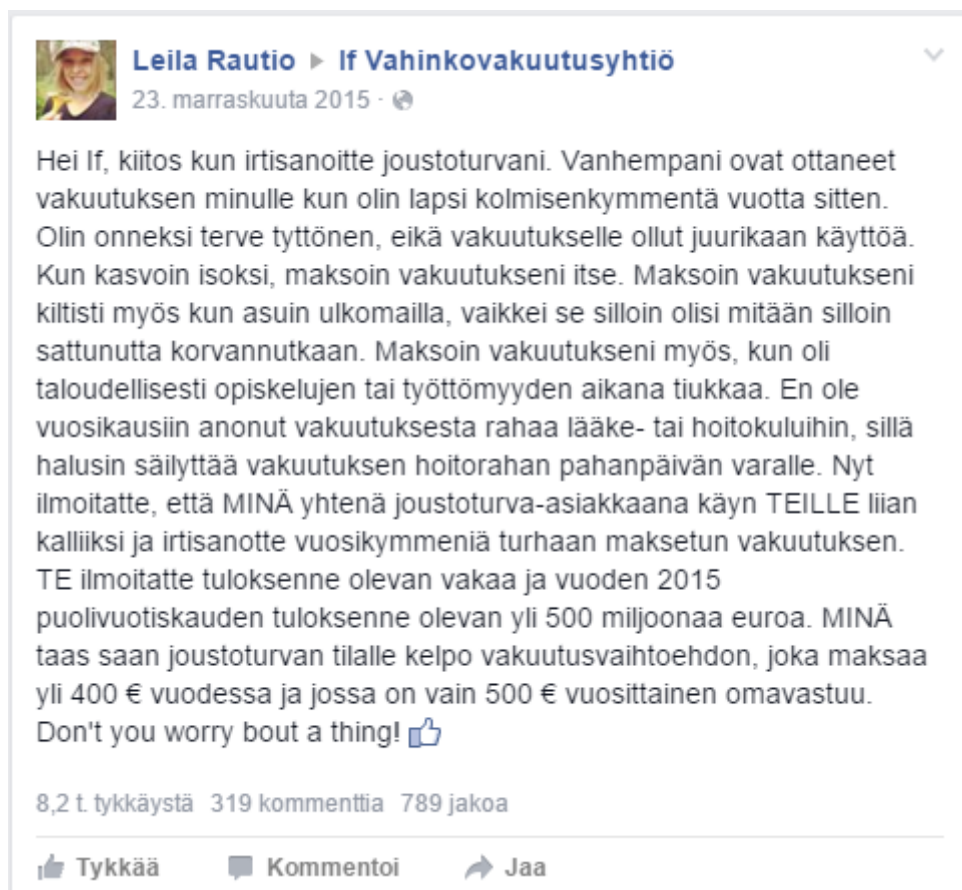 Leila Rautio ▸ If Vahinkovakuutusyhtiö
23. marraskuuta 2015 ·
Hei If, kiitos kun irtisanoitte joustoturvani. Vanhempani ovat ottaneet
vakuutuksen minulle kun olin lapsi kolmisenkymmentä vuotta sitten.
Olin onneksi terve tyttönen, eikä vakuutukselle ollut juurikaan käyttöä.
Kun kasvoin isoksi, maksoin vakuutukseni itse. Maksoin vakuutukseni
kiltisti myös kun asuin ulkomailla, vaikkei se silloin olisi mitään silloin
sattunutta korvannutkaan. Maksoin vakuutukseni myös, kun oli
taloudellisesti opiskelujen tai työttömyyden aikana tiukkaa. En ole
vuosikausiin anonut vakuutuksesta rahaa lääke- tai hoitokuluihin, sillä
halusin säilyttää vakuutuksen hoitorahan pahanpäivän varalle. Nyt
ilmoitatte, että MINÄ yhtenä joustoturva-asiakkaana käyn TEILLE liian
kalliiksi ja irtisanotte vuosikymmeniä turhaan maksetun vakuutuksen.
TE ilmoitatte tuloksenne olevan vakaa ja vuoden 2015
puolivuotiskauden tuloksenne olevan yli 500 miljoonaa euroa. MINÄ
taas saan joustoturvan tilalle kelpo vakuutusvaihtoehdon, joka maksaa
yli 400 € vuodessa ja jossa on vain 500 € vuosittainen omavastuu.
Don't you worry bout a thing!
8,2 t. tykkäystä 319 kommenttia 789 jakoa
Tykkää Kommentoi Jaa